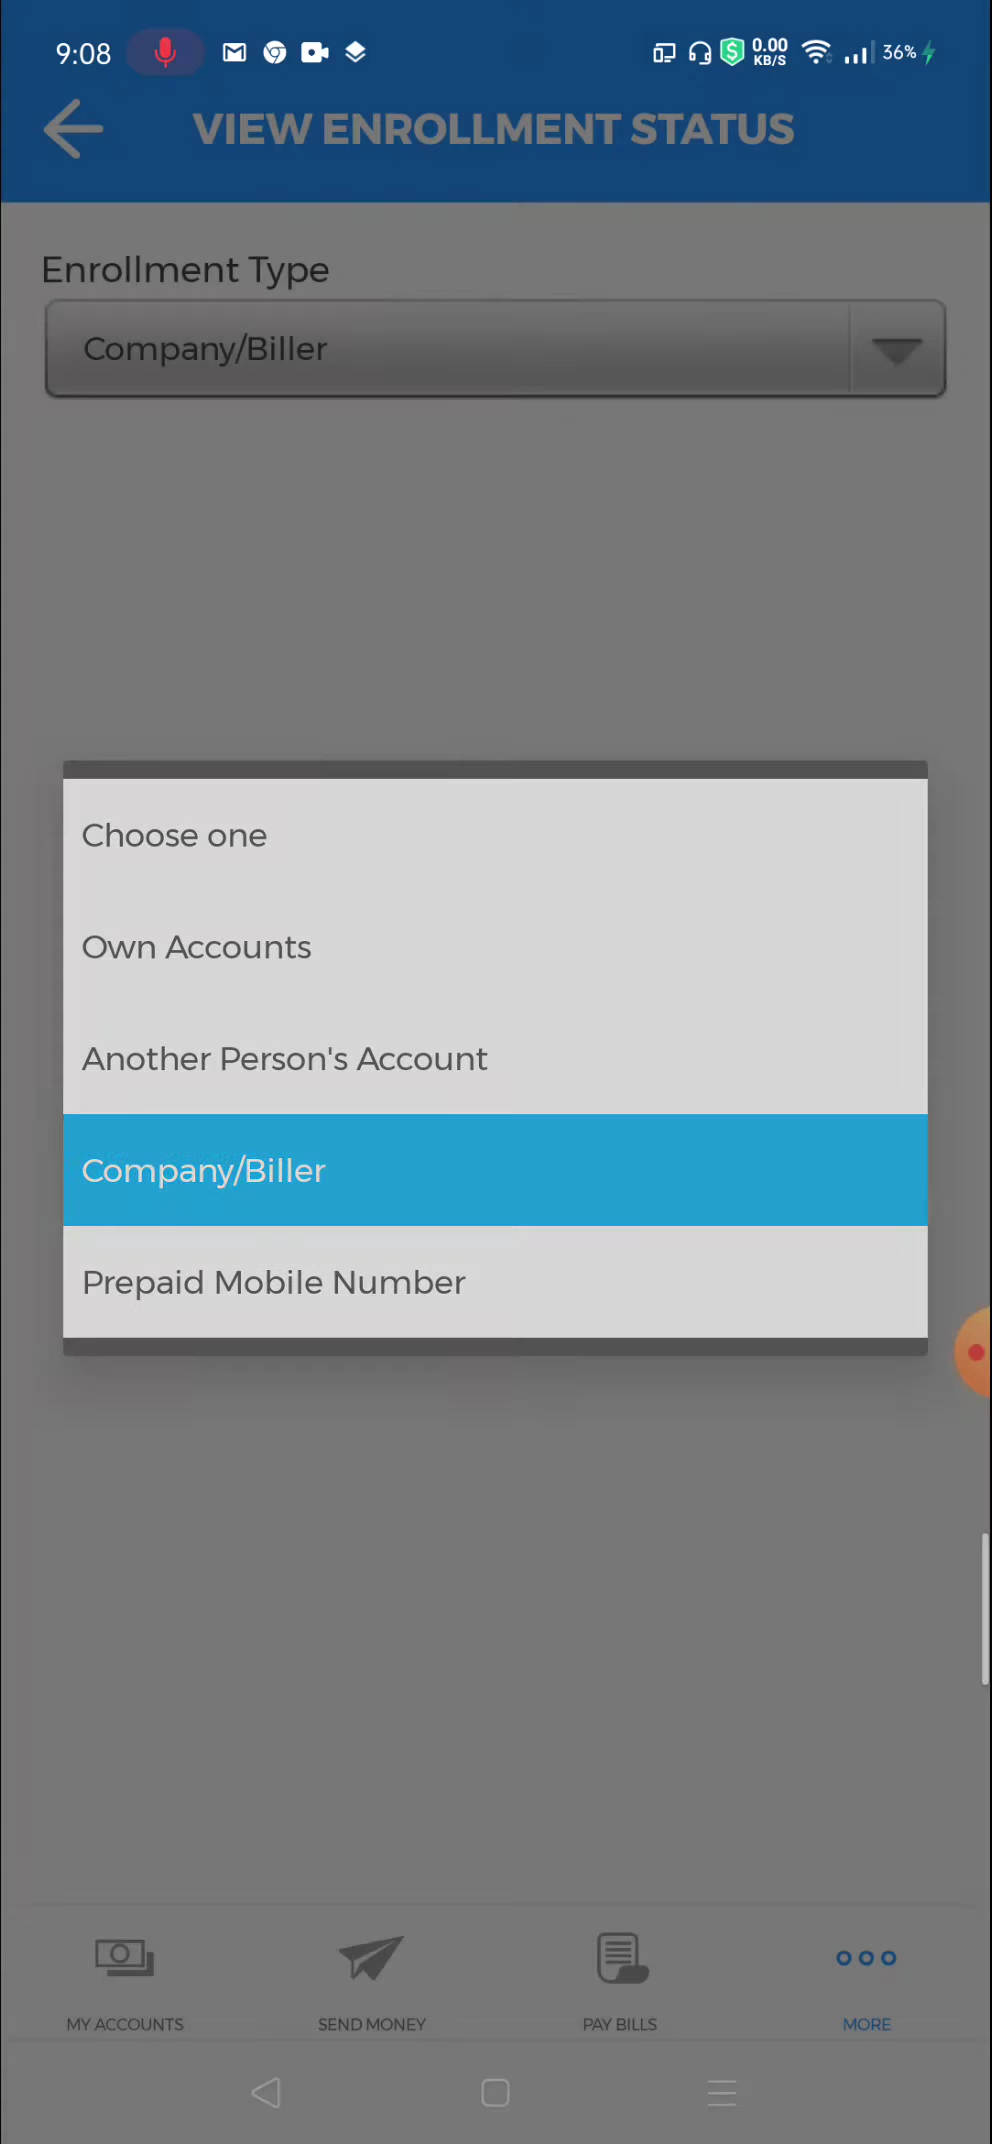 9:08
0.00
KB/S
36%
VIEW ENROLLMENT STATUS
Enrollment Type
Company/Biller
Choose one
Own Accounts
Another Person's Account
Company/Biller
Prepaid Mobile Number
MY ACCOUNTS
SEND MONEY
PAY BILLS
MORE